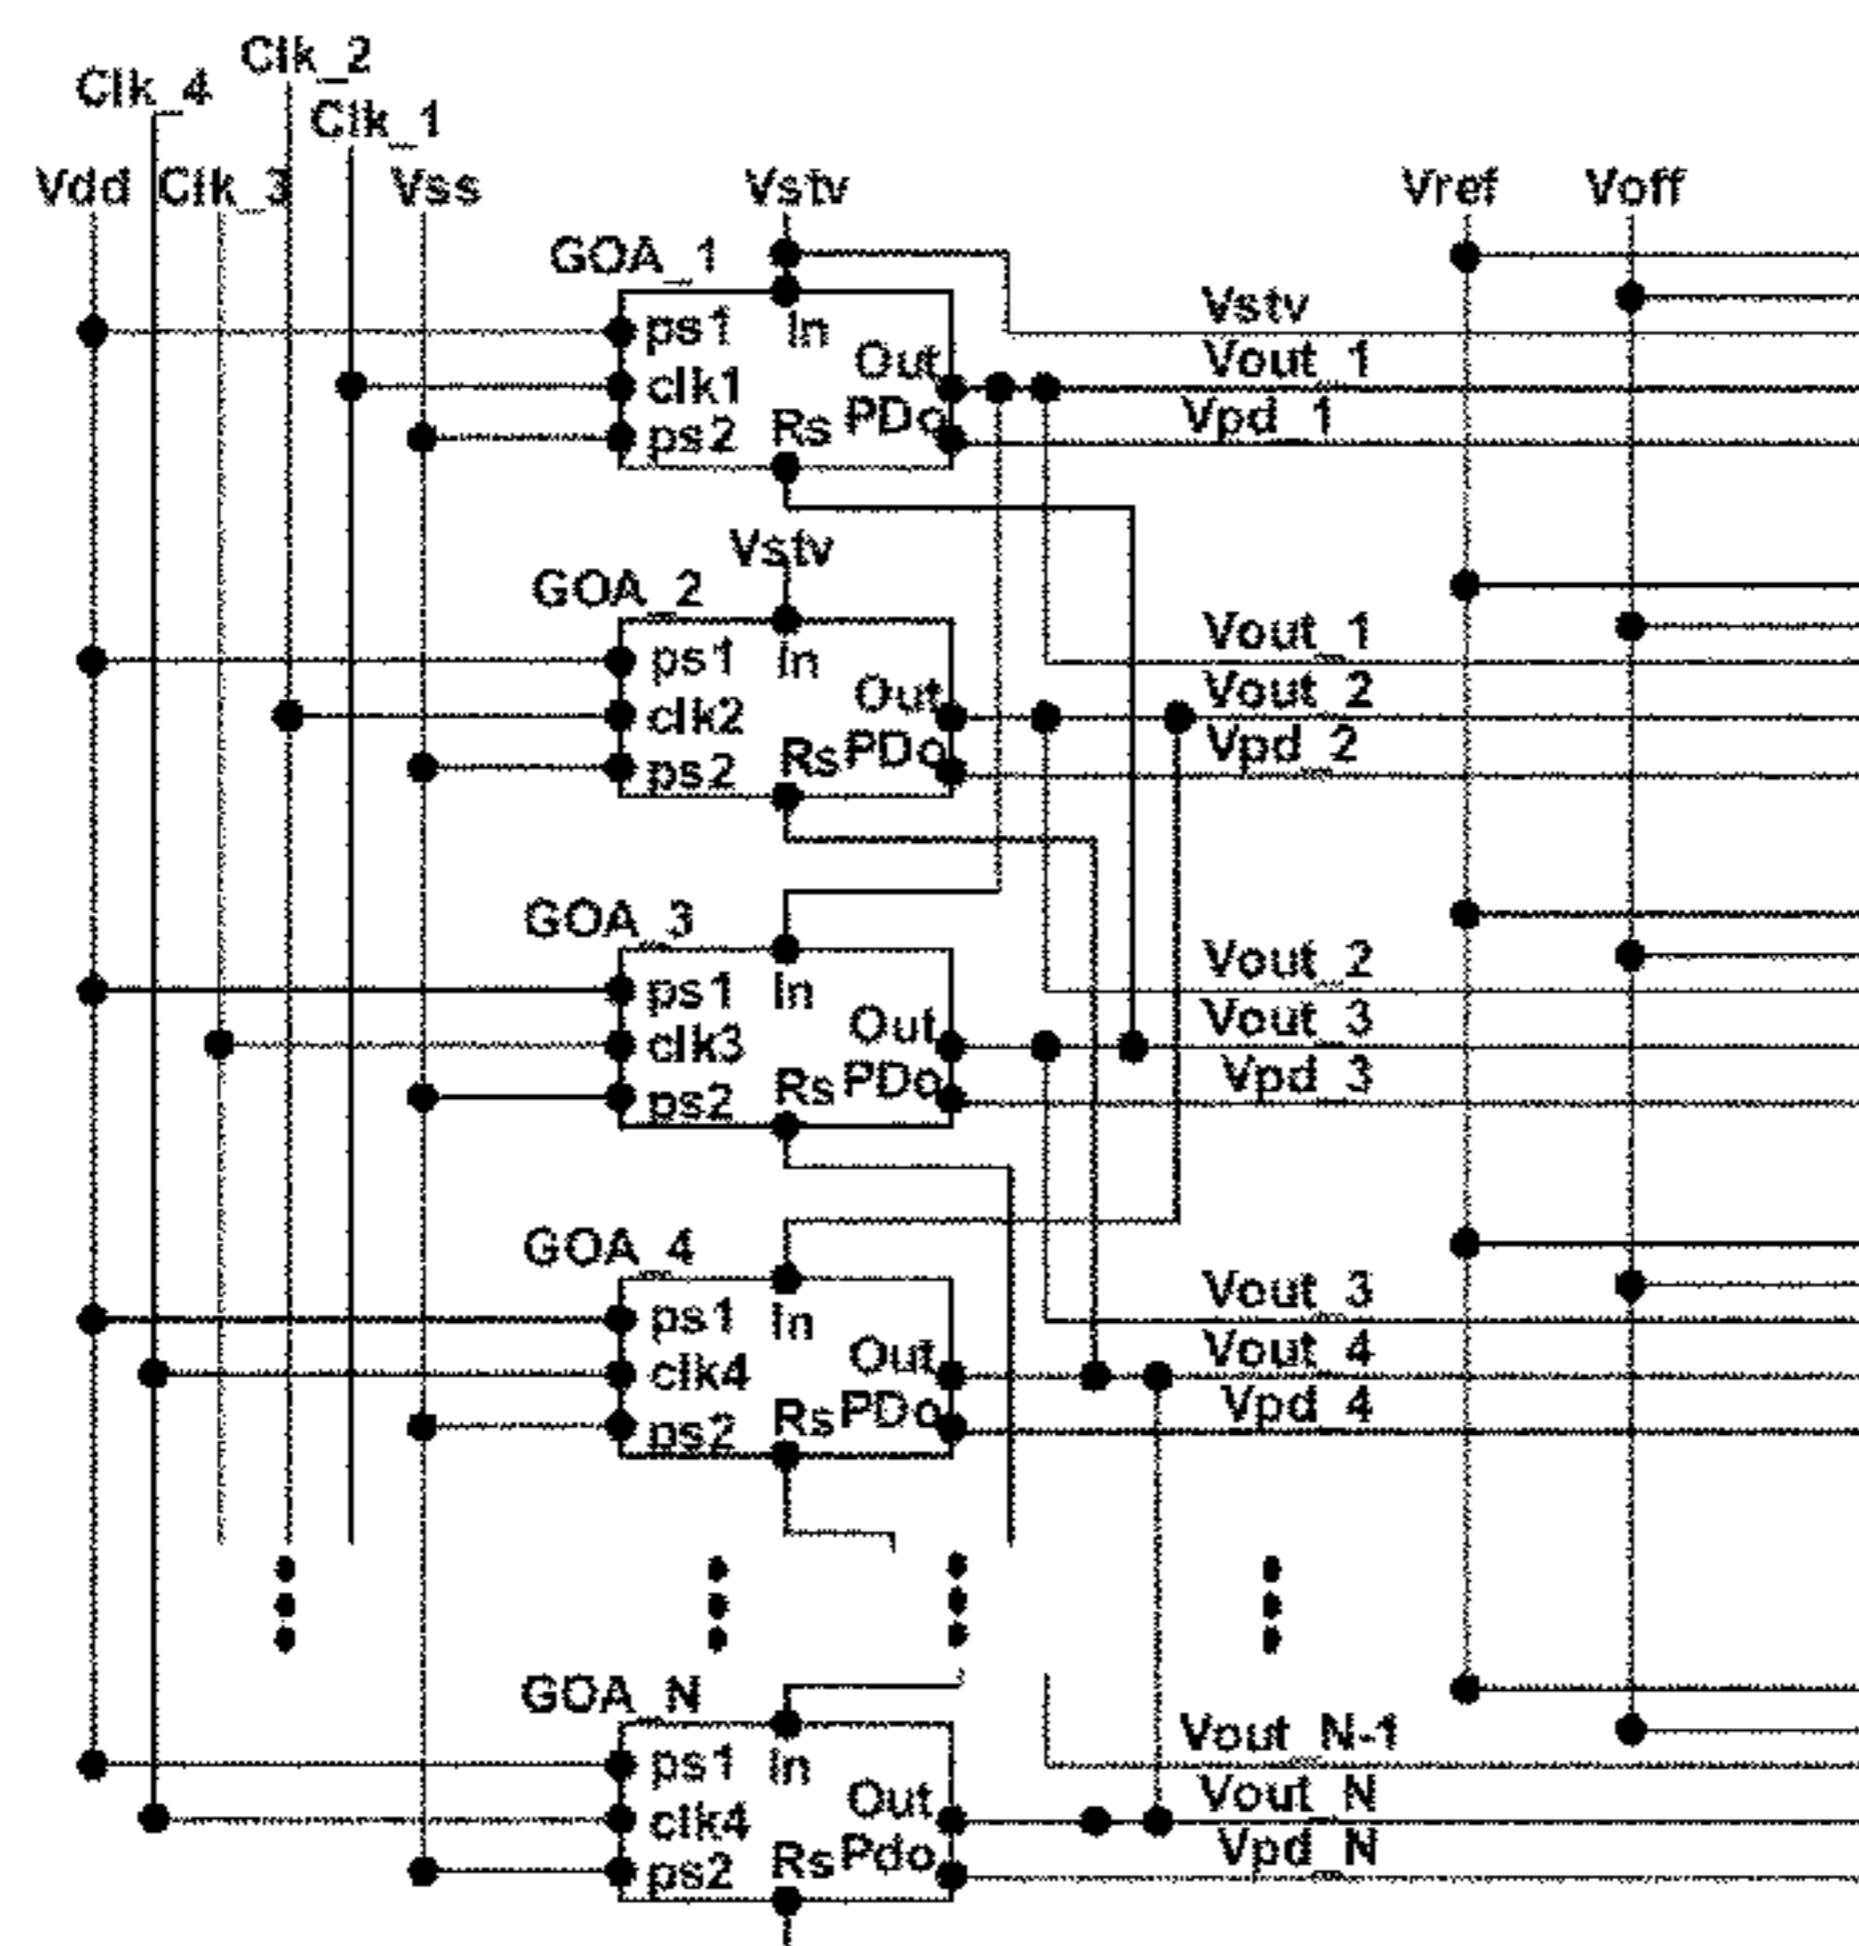 Clk_2
Clk_4
Clk_1
Vdd Clk_3 Vss Vstv Vref Voff
GOA_1
Vstv
ps1 In
Out Vout_1
clk1
Rs PDo Vpd_1
ps2
Vstv
GOA_2
Vout_1
ps1 In
Out Vout_2
clk2
Rs PDo Vpd_2
ps2
GOA_3
Vout_2
ps1 In
Out Vout_3
clk3
Rs PDo Vpd_3
ps2
GOA_4
Vout_3
ps1 In
Out Vout_4
clk4
Rs PDo Vpd_4
ps2
GOA_N
Vout_N-1
ps1 In
Out Vout_N
clk4
Rs Pdo Vpd_N
ps2